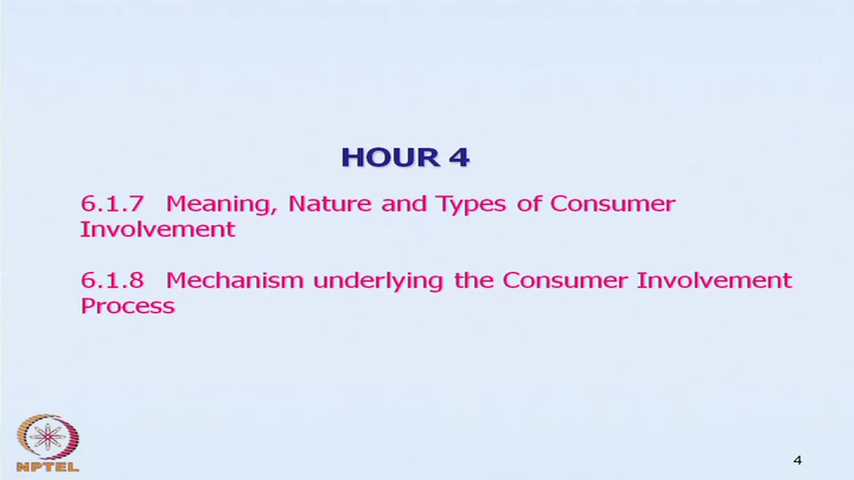 HOUR 4
6.1.7 Meaning, Nature and Types of Consumer
Involvement
6.1.8 Mechanism underlying the Consumer Involvement
Process
NPTEL
4